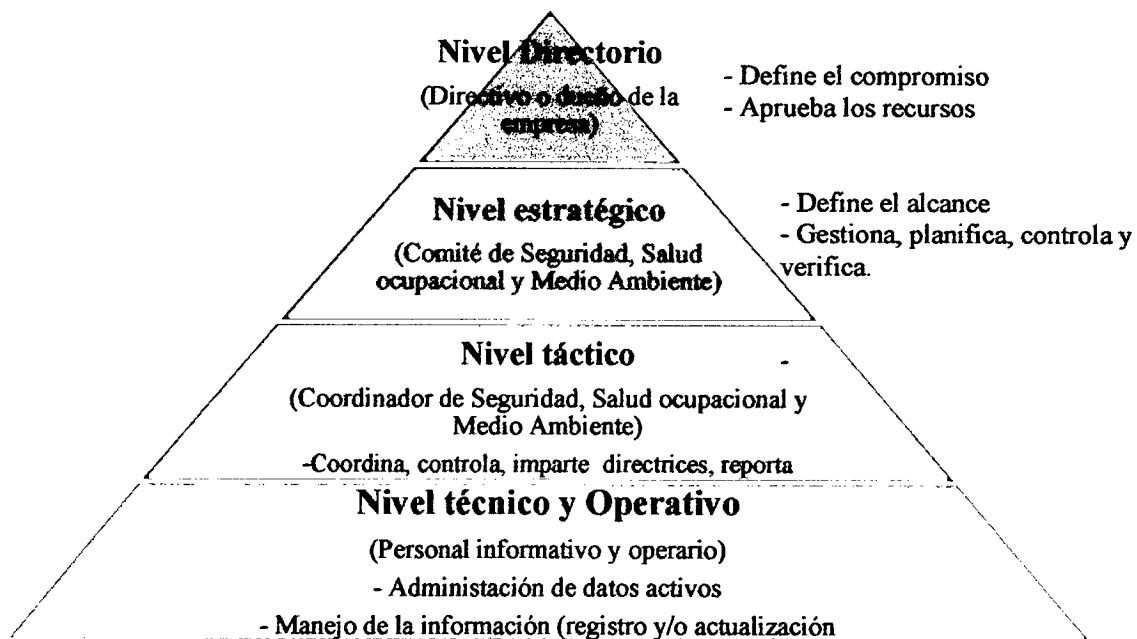 Nivel Directorio
(Directivo o dueño de la
empresa)
- Define el compromiso
- Aprueba los recursos
Nivel estratégico
(Comité de Seguridad, Salud
ocupacional y Medio Ambiente)
- Define el alcance
- Gestiona, planifica, controla y
verifica.
Nivel táctico
-
(Coordinador de Seguridad, Salud ocupacional y
Medio Ambiente)
-Coordina, controla, imparte directrices, reporta
Nivel técnico y Operativo
(Personal informativo y operario)
- Administación de datos activos
- Manejo de la información (registro y/o actualización